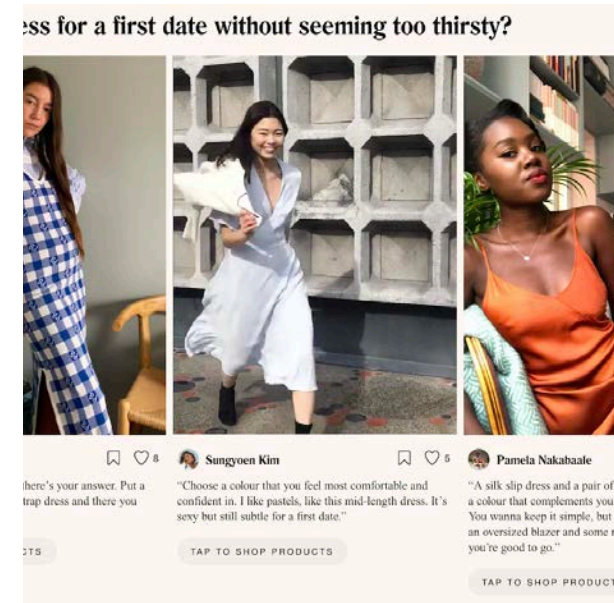 ess for a first date without seeming too thirsty?
8
here's your answer. Put a
trap dress and there you
CTS
Sungyoen Kim
5
“Choose a colour that you feel most comfortable and
confident in. I like pastels, like this mid-length dress. It's
sexy but still subtle for a first date.”
TAP TO SHOP PRODUCTS
Pamela Nakabaale
“A silk slip dress and a pair of
a colour that complements you
You wanna keep it simple, but
an oversized blazer and some
you're good to go.”
TAP TO SHOP PRODUCT